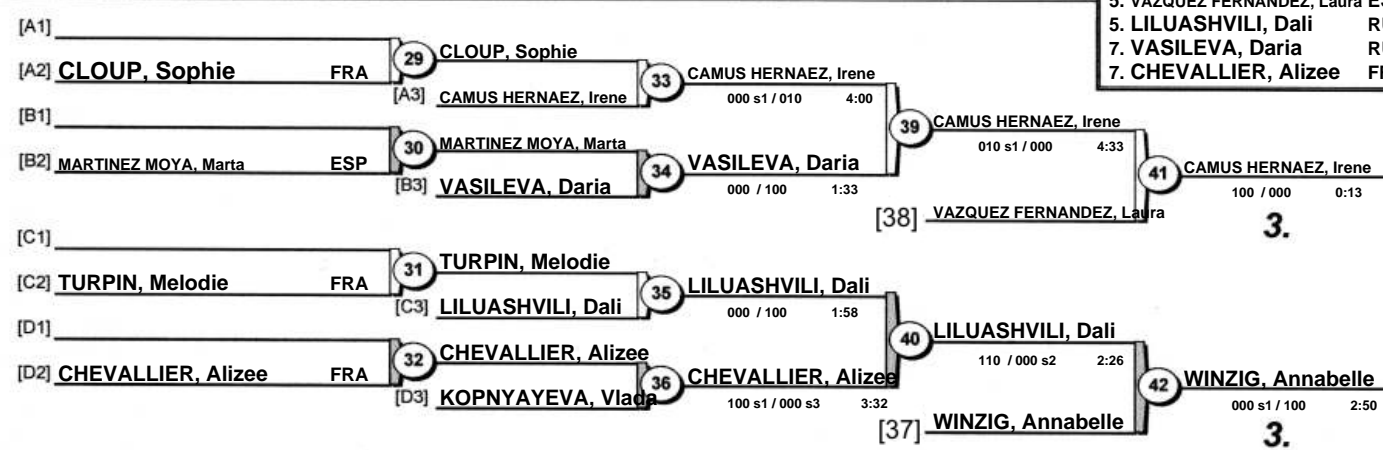 5. VAZQUEZ FERNANDEZ, Laura
5. LILUASHVILI, Dali
7. VASILEVA, Daria
7. CHEVALLIER, Alizee
[A1]
[A2] CLOUP, Sophie FRA
29 CLOUP, Sophie
[A3] CAMUS HERNAEZ, Irene
33 CAMUS HERNAEZ, Irene
000 s1 / 010 4:00
[B1]
[B2] MARTINEZ MOYA, Marta ESP
30 MARTINEZ MOYA, Marta
[B3] VASILEVA, Daria
34 VASILEVA, Daria
000 / 100 1:33
39 CAMUS HERNAEZ, Irene
010 s1 / 000 4:33
[38] VAZQUEZ FERNANDEZ, Laura
41 CAMUS HERNAEZ, Irene
100 / 000 0:13
3.
[C1]
[C2] TURPIN, Melodie FRA
31 TURPIN, Melodie
[C3] LILUASHVILI, Dali
35 LILUASHVILI, Dali
000 / 100 1:58
[D1]
[D2] CHEVALLIER, Alizee FRA
32 CHEVALLIER, Alizee
[D3] KOPNYAYEVA, Vlada
36 CHEVALLIER, Alizee
100 s1 / 000 s3 3:32
40 LILUASHVILI, Dali
110 / 000 s2 2:26
[37] WINZIG, Annabelle
42 WINZIG, Annabelle
000 s1 / 100 2:50
3.